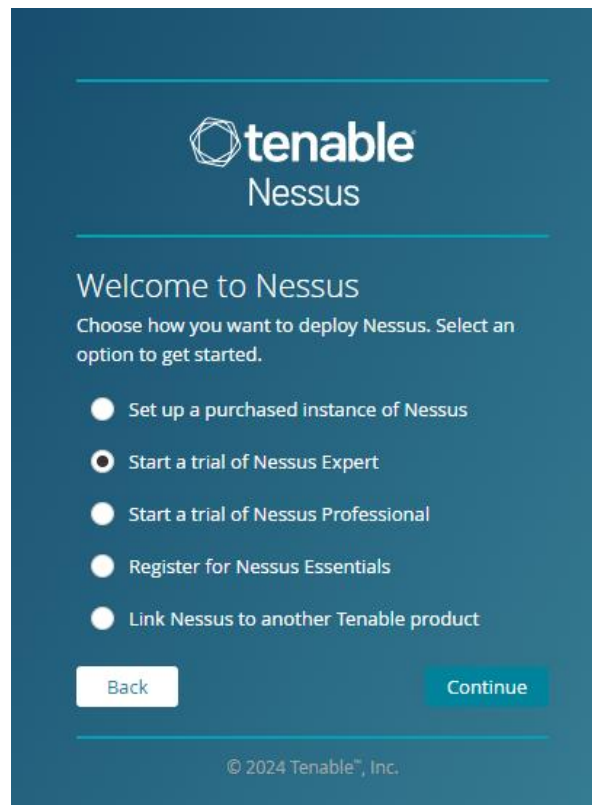 tenable
Nessus
Welcome to Nessus
Choose how you want to deploy Nessus. Select an
option to get started.
Set up a purchased instance of Nessus
Start a trial of Nessus Expert
Start a trial of Nessus Professional
Register for Nessus Essentials
Link Nessus to another Tenable product
Back
Continue
© 2024 Tenable™, Inc.